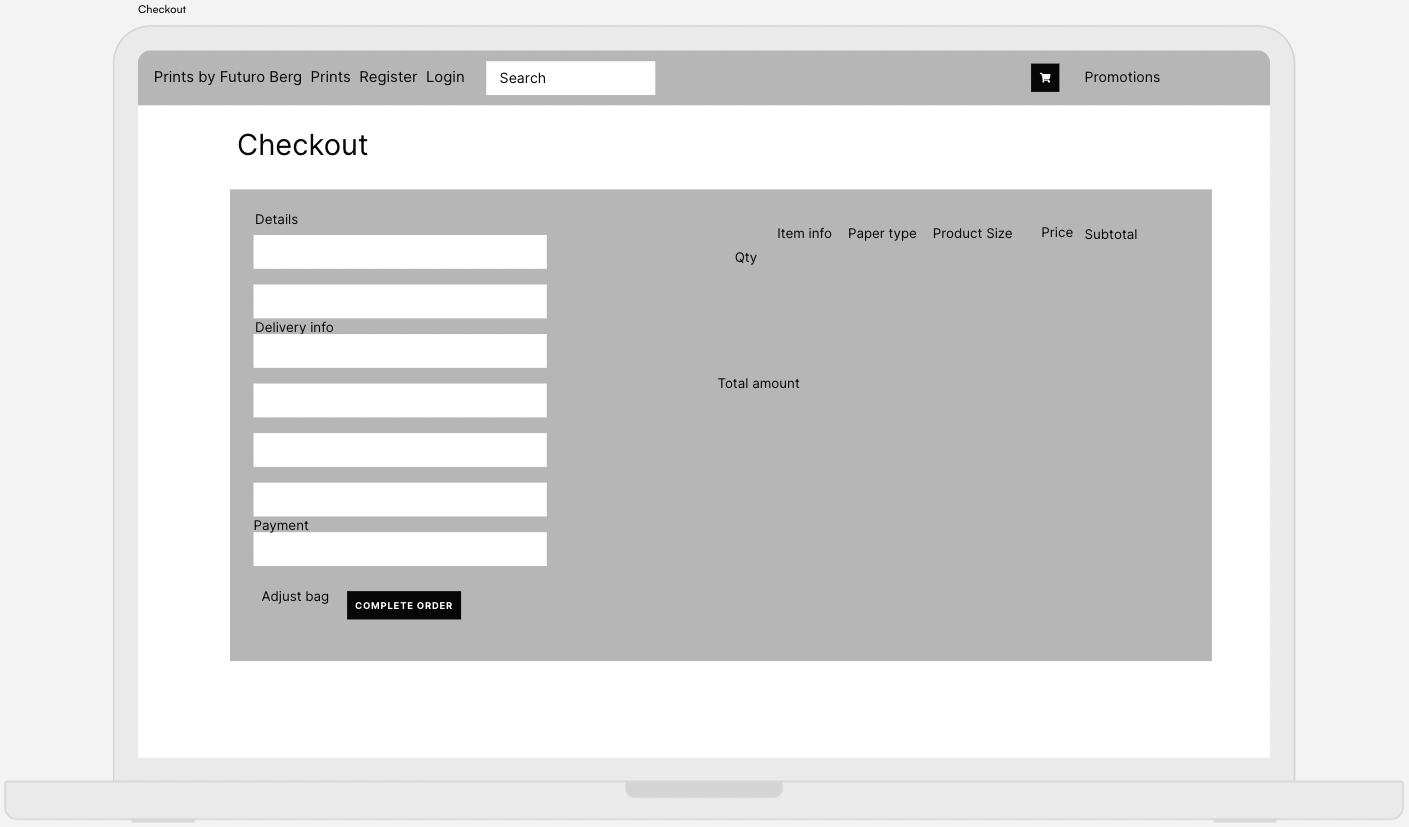 Checkout
Prints by Futuro Berg Prints Register Login Search Promotions
Checkout
Details
Item info Paper type Product Size Price Subtotal
Qty
Delivery info
Total amount
Payment
Adjust bag COMPLETE ORDER